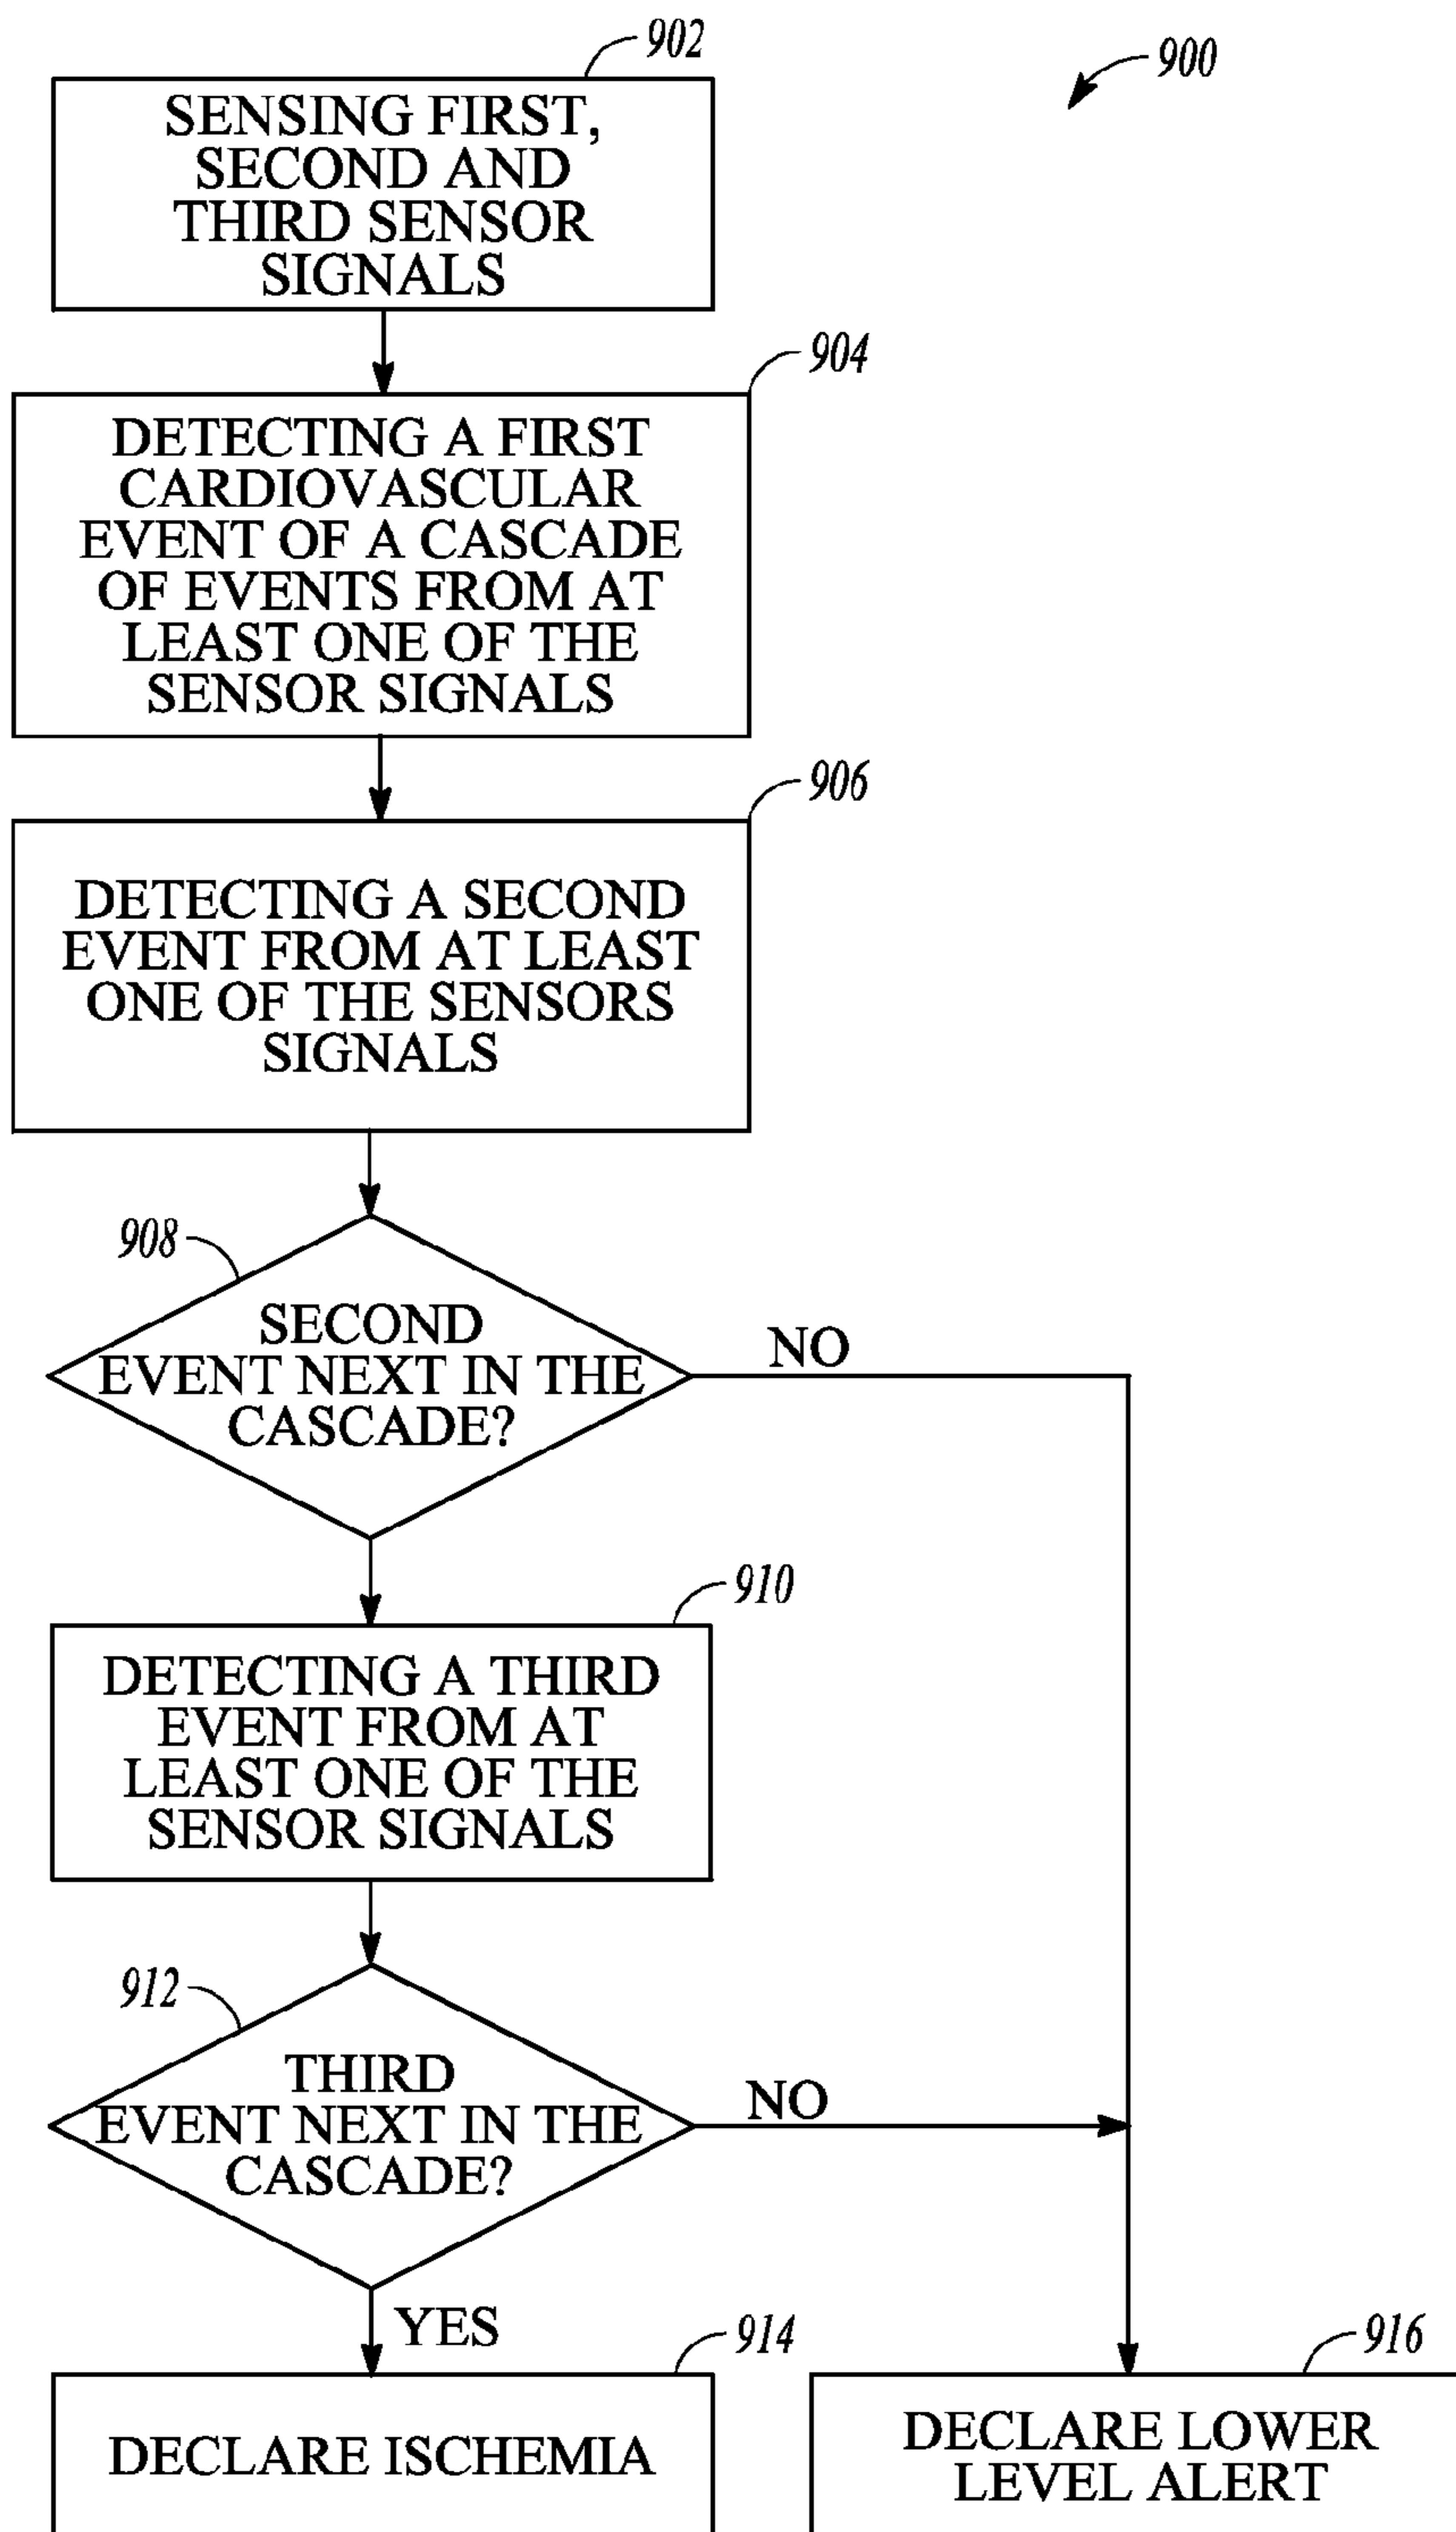 902
900
SENSING FIRST,
SECOND AND
THIRD SENSOR
SIGNALS
904
DETECTING A FIRST
CARDIOVASCULAR
EVENT OF A CASCADE
OF EVENTS FROM AT
LEAST ONE OF THE
SENSOR SIGNALS
906
DETECTING A SECOND
EVENT FROM AT LEAST
ONE OF THE SENSORS
SIGNALS
908
SECOND
EVENT NEXT IN THE
CASCADE?
NO
910
DETECTING A THIRD
EVENT FROM AT
LEAST ONE OF THE
SENSOR SIGNALS
912
THIRD
EVENT NEXT IN THE
CASCADE?
NO
YES
914
DECLARE ISCHEMIA
916
DECLARE LOWER
LEVEL ALERT